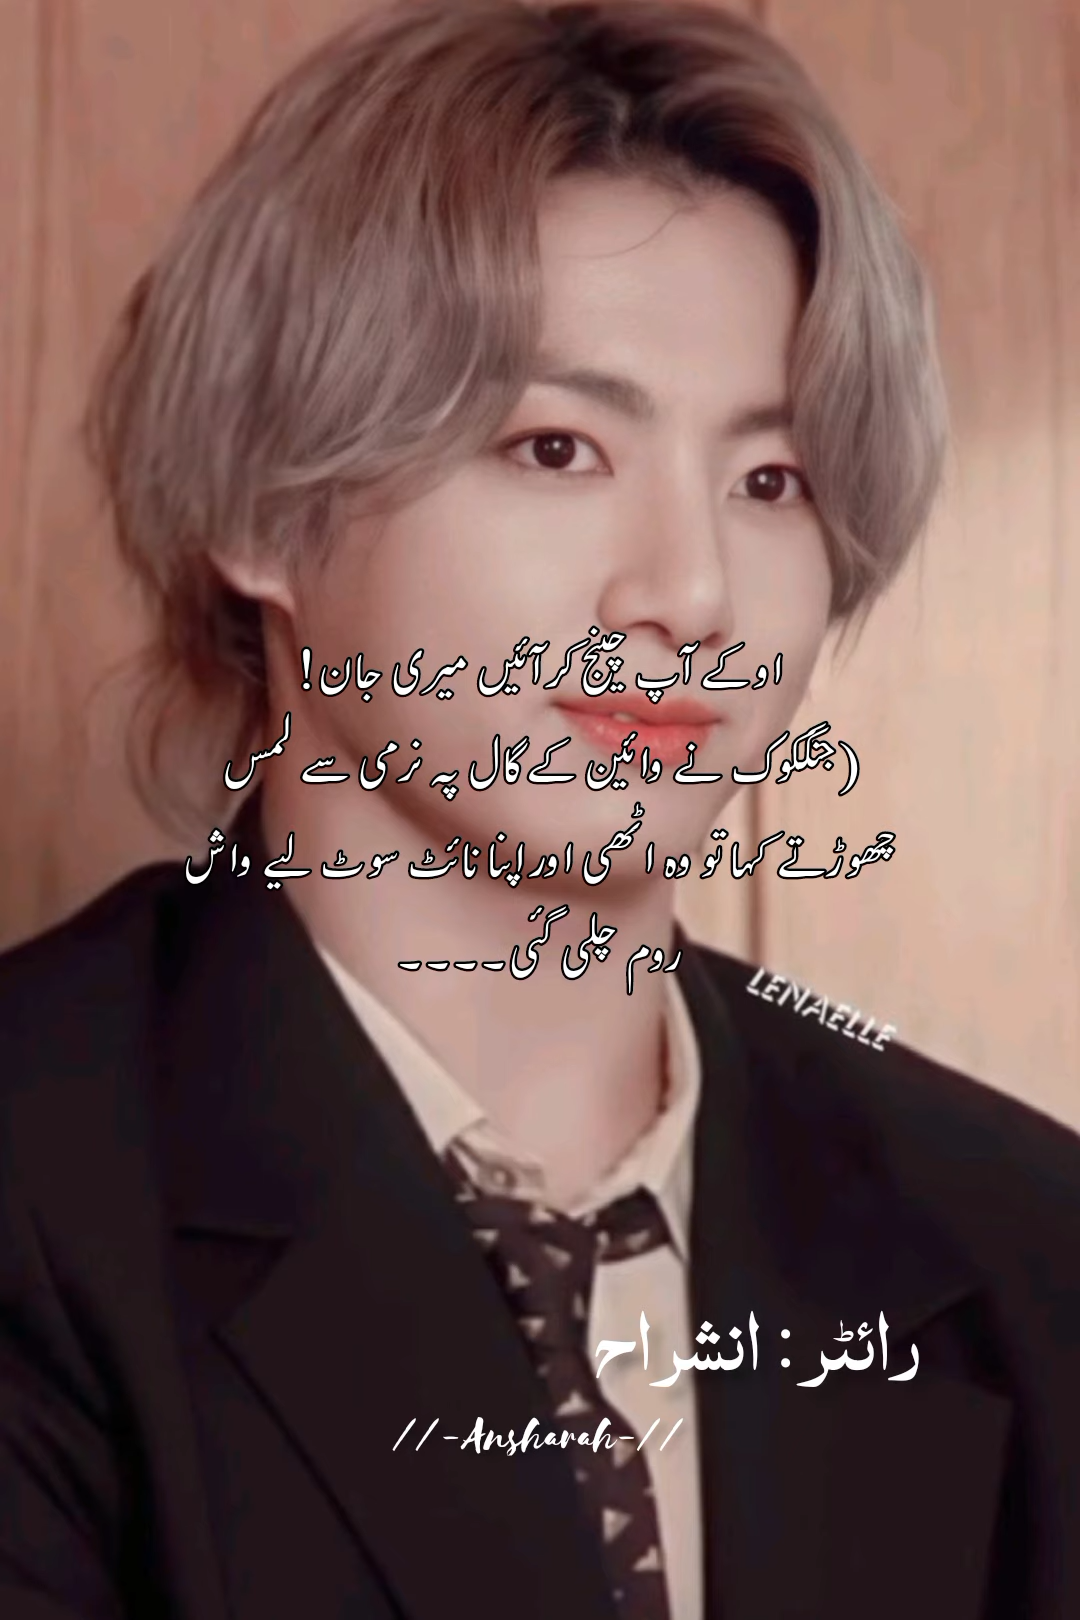 اوکے آپ چینج کر آئیں میری جان!
(جنگکوک نے وائین کے گال پہ نرمی سے لمس
چھوڑتے کہا تو وہ اٹھی اور اپنا نائٹ سوٹ لیے واش
روم چلی گئی۔۔۔۔
LENAELLE
رائٹر : انشراح
//-Ansharah-//